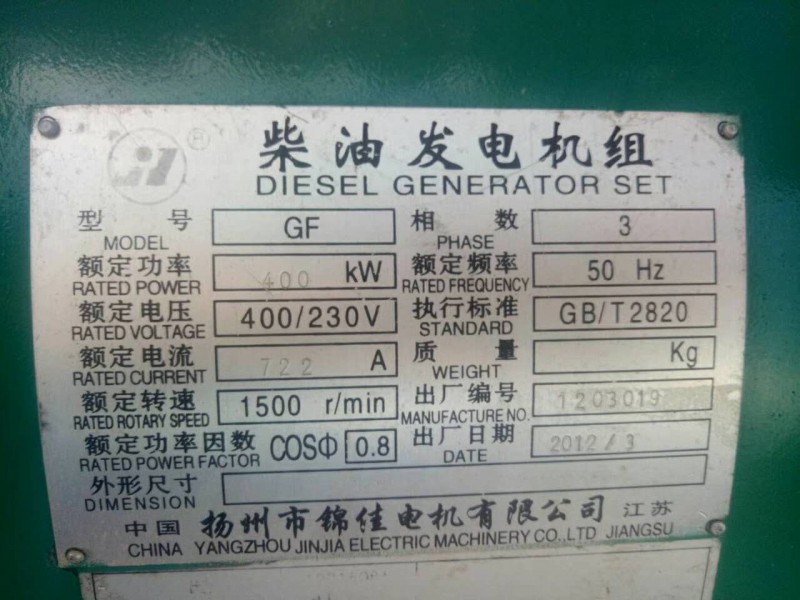 ®
柴油发电机组
DIESEL GENERATOR SET
型号 GF 相数 3
MODEL PHASE
额定功率 400 kW 额定频率 50 Hz
RATED POWER RATED FREQUENCY
额定电压 400/230V 执行标准 GB/T2820
RATED VOLTAGE STANDARD
额定电流 722 A 质量 Kg
RATED CURRENT WEIGHT
额定转速 1500 r/min 出厂编号 1203019
RATED ROTARY SPEED MANUFACTURE NO.
额定功率因数 COSΦ 0.8 出厂日期 2012/3
RATED POWER FACTOR DATE
外形尺寸
DIMENSION
中国 扬州市锦佳电机有限公司 江苏
CHINA YANGZHOU JINJIA ELECTRIC MACHINERY CO.,LTD JIANGSU